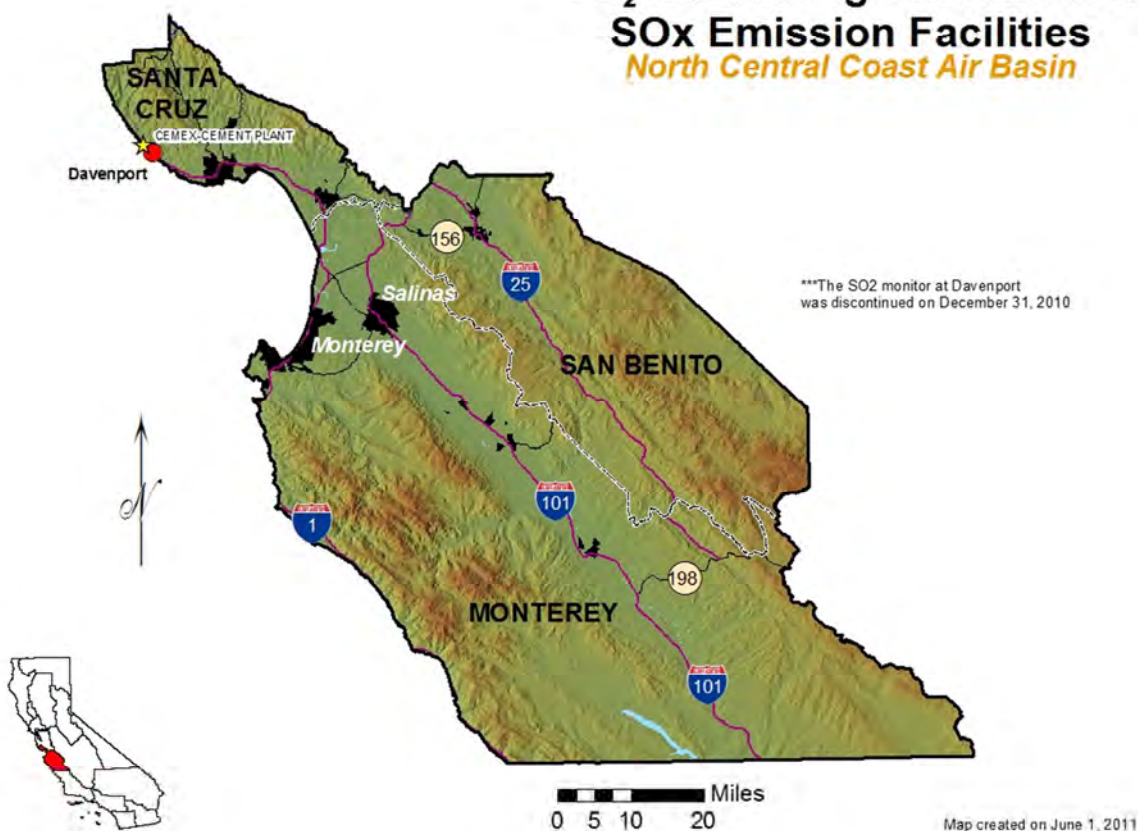 SOx Emission Facilities
North Central Coast Air Basin
SANTA
CRUZ
CEMEX-CEMENT PLANT
Davenport
156
25
***The SO2 monitor at Davenport
was discontinued on December 31, 2010
Salinas
Monterey
SAN BENITO
N
101
1
198
MONTEREY
101
Miles
0 5 10 20
Map created on June 1, 2011